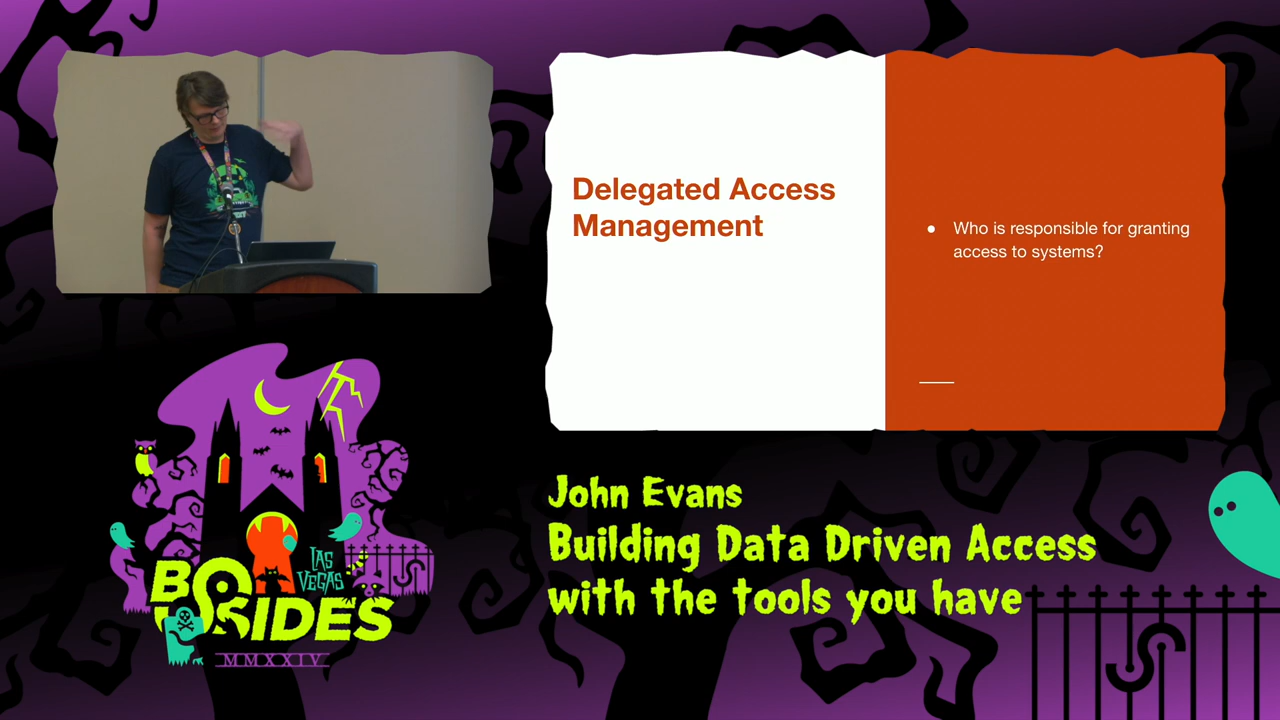 Delegated Access
Management
● Who is responsible for granting
access to systems?
John Evans
Building Data Driven Access
with the tools you have
LAS
VEGAS
BSIDES
MMXXIV